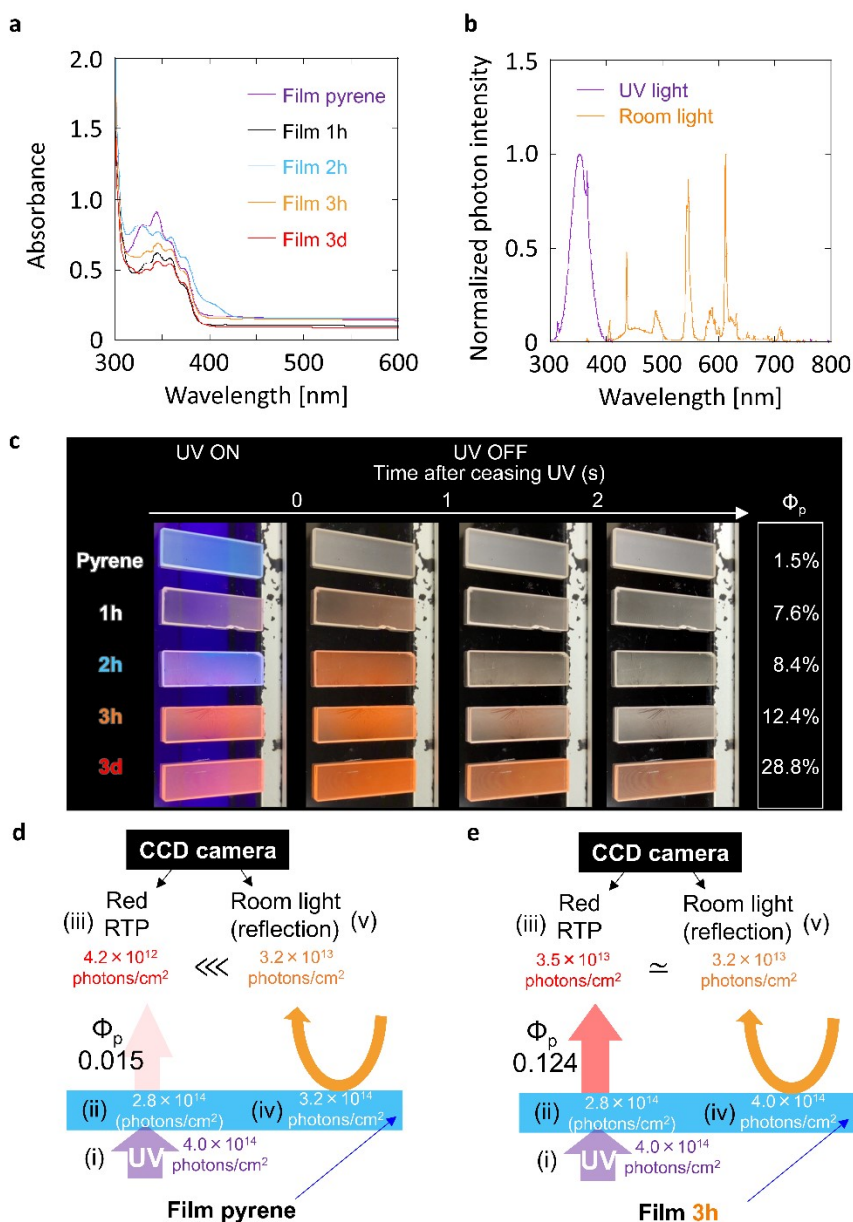 a
2.0
1.5
1.0
0.5
0
300
400
500
600
Absorbance
Wavelength [nm]
Film pyrene
Film 1h
Film 2h
Film 3h
Film 3d
b
1.5
1.0
0.5
0
300 400 500 600 700 800
Normalized photon intensity
Wavelength [nm]
UV light
Room light
c
UV ON
UV OFF
Time after ceasing UV (s)
0
1
2
Φp
Pyrene
1.5%
1h
7.6%
2h
8.4%
3h
12.4%
3d
28.8%
d
CCD camera
(iii)
Red
RTP
Room light
(reflection)
(v)
4.2 × 10¹²
photons/cm²
⋘
3.2 × 10¹³
photons/cm²
Φp
0.015
(ii)
2.8 × 10¹⁴
(photons/cm²)
(iv)
3.2 × 10¹⁴
photons/cm²
(i)
UV
4.0 × 10¹⁴
photons/cm²
Film pyrene
e
CCD camera
(iii)
Red
RTP
Room light
(reflection)
(v)
3.5 × 10¹³
photons/cm²
≃
3.2 × 10¹³
photons/cm²
Φp
0.124
(ii)
2.8 × 10¹⁴
(photons/cm²)
(iv)
4.0 × 10¹⁴
photons/cm²
(i)
UV
4.0 × 10¹⁴
photons/cm²
Film 3h